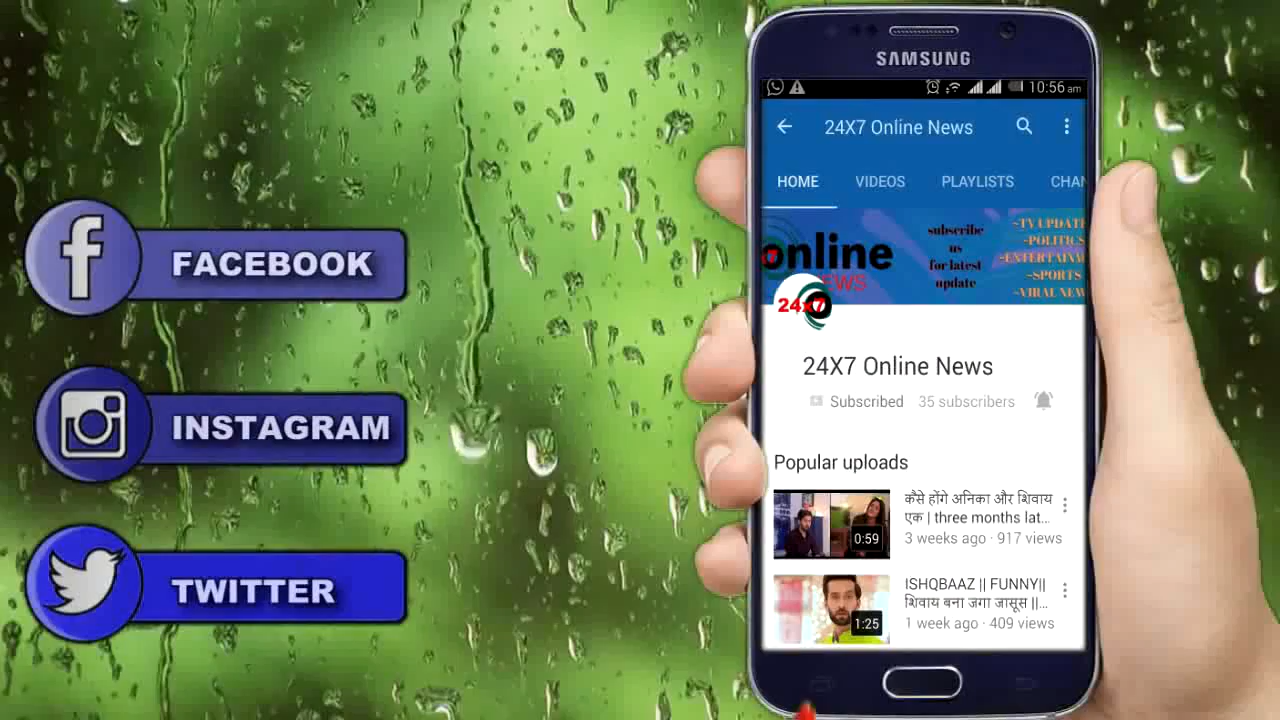 FACEBOOK
INSTAGRAM
TWITTER
SAMSUNG
10:56 am
24X7 Online News
HOME VIDEOS PLAYLISTS CHAN
online
NEWS
subscribe
us
for latest
update
~TV UPDATE
~POLITICS
~ENTERTAINM
~SPORTS
~VIRAL NEW
24x7
24X7 Online News
Subscribed 35 subscribers
Popular uploads
कैसे होंगे अनिका और शिवाय
एक | three months lat...
3 weeks ago · 917 views
0:59
ISHQBAAZ || FUNNY||
शिवाय बना जगा जासूस ||...
1 week ago · 409 views
1:25